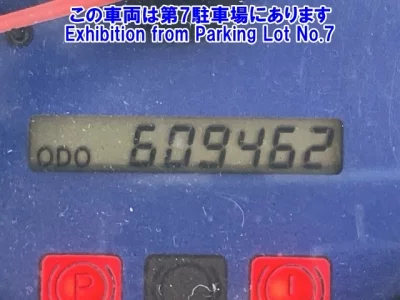 この車両は第7駐車場にあります
Exhibition from Parking Lot No.7
ODO 609462
P !